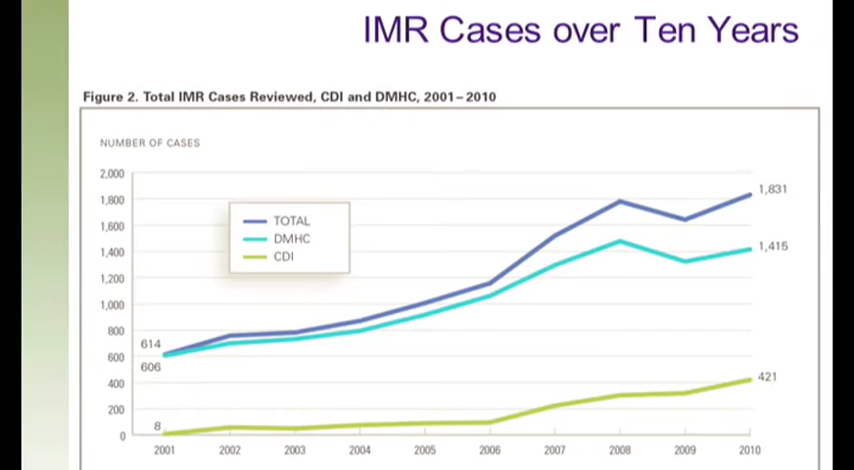 IMR Cases over Ten Years
Figure 2. Total IMR Cases Reviewed, CDI and DMHC, 2001–2010
NUMBER OF CASES
2,000
1,800
1,831
TOTAL
1,600
DMHC
1,415
1,400
CDI
1,200
1,000
800
614
600
606
400
421
200
8
0
2001 2002 2003 2004 2005 2006 2007 2008 2009 2010